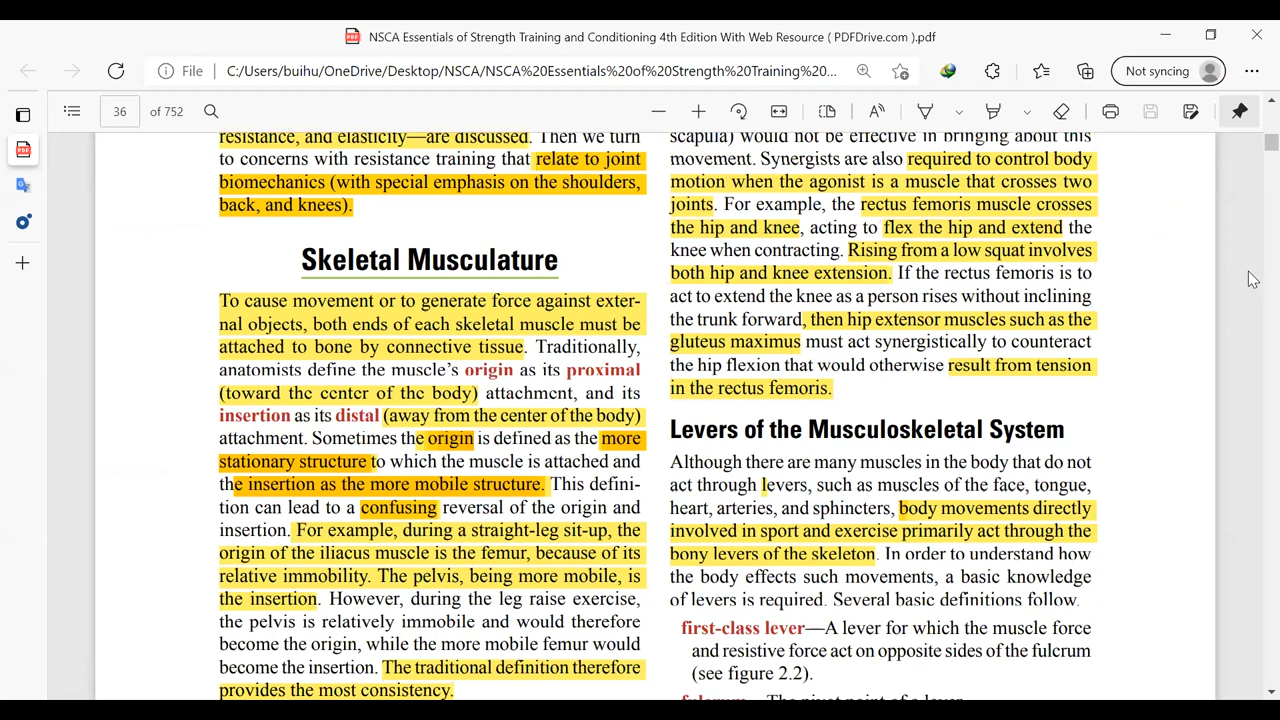 NSCA Essentials of Strength Training and Conditioning 4th Edition With Web Resource ( PDFDrive.com ).pdf
File
C:/Users/buihu/OneDrive/Desktop/NSCA/NSCA%20Essentials%20of%20Strength%20Training%20...
Not syncing
36
of 752
resistance, and elasticity—are discussed. Then we turn
to concerns with resistance training that relate to joint
biomechanics (with special emphasis on the shoulders,
back, and knees).
Skeletal Musculature
To cause movement or to generate force against exter-
nal objects, both ends of each skeletal muscle must be
attached to bone by connective tissue. Traditionally,
anatomists define the muscle's origin as its proximal
(toward the center of the body) attachment, and its
insertion as its distal (away from the center of the body)
attachment. Sometimes the origin is defined as the more
stationary structure to which the muscle is attached and
the insertion as the more mobile structure. This defini-
tion can lead to a confusing reversal of the origin and
insertion. For example, during a straight-leg sit-up, the
origin of the iliacus muscle is the femur, because of its
relative immobility. The pelvis, being more mobile, is
the insertion. However, during the leg raise exercise,
the pelvis is relatively immobile and would therefore
become the origin, while the more mobile femur would
become the insertion. The traditional definition therefore
provides the most consistency.
scapula) would not be effective in bringing about this
movement. Synergists are also required to control body
motion when the agonist is a muscle that crosses two
joints. For example, the rectus femoris muscle crosses
the hip and knee, acting to flex the hip and extend the
knee when contracting. Rising from a low squat involves
both hip and knee extension. If the rectus femoris is to
act to extend the knee as a person rises without inclining
the trunk forward, then hip extensor muscles such as the
gluteus maximus must act synergistically to counteract
the hip flexion that would otherwise result from tension
in the rectus femoris.
Levers of the Musculoskeletal System
Although there are many muscles in the body that do not
act through levers, such as muscles of the face, tongue,
heart, arteries, and sphincters, body movements directly
involved in sport and exercise primarily act through the
bony levers of the skeleton. In order to understand how
the body effects such movements, a basic knowledge
of levers is required. Several basic definitions follow.
first-class lever—A lever for which the muscle force
and resistive force act on opposite sides of the fulcrum
(see figure 2.2).
fulcrum—The pivot point of a lever.